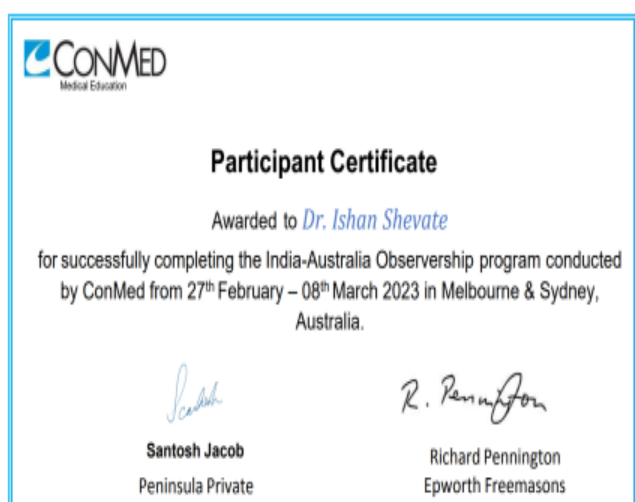 CONMED
Medical Education
Participant Certificate
Awarded to Dr. Ishan Shevate
for successfully completing the India-Australia Observership program conducted
by ConMed from 27th February – 08th March 2023 in Melbourne & Sydney,
Australia.
R. Pennington
Santosh Jacob
Richard Pennington
Peninsula Private
Epworth Freemasons